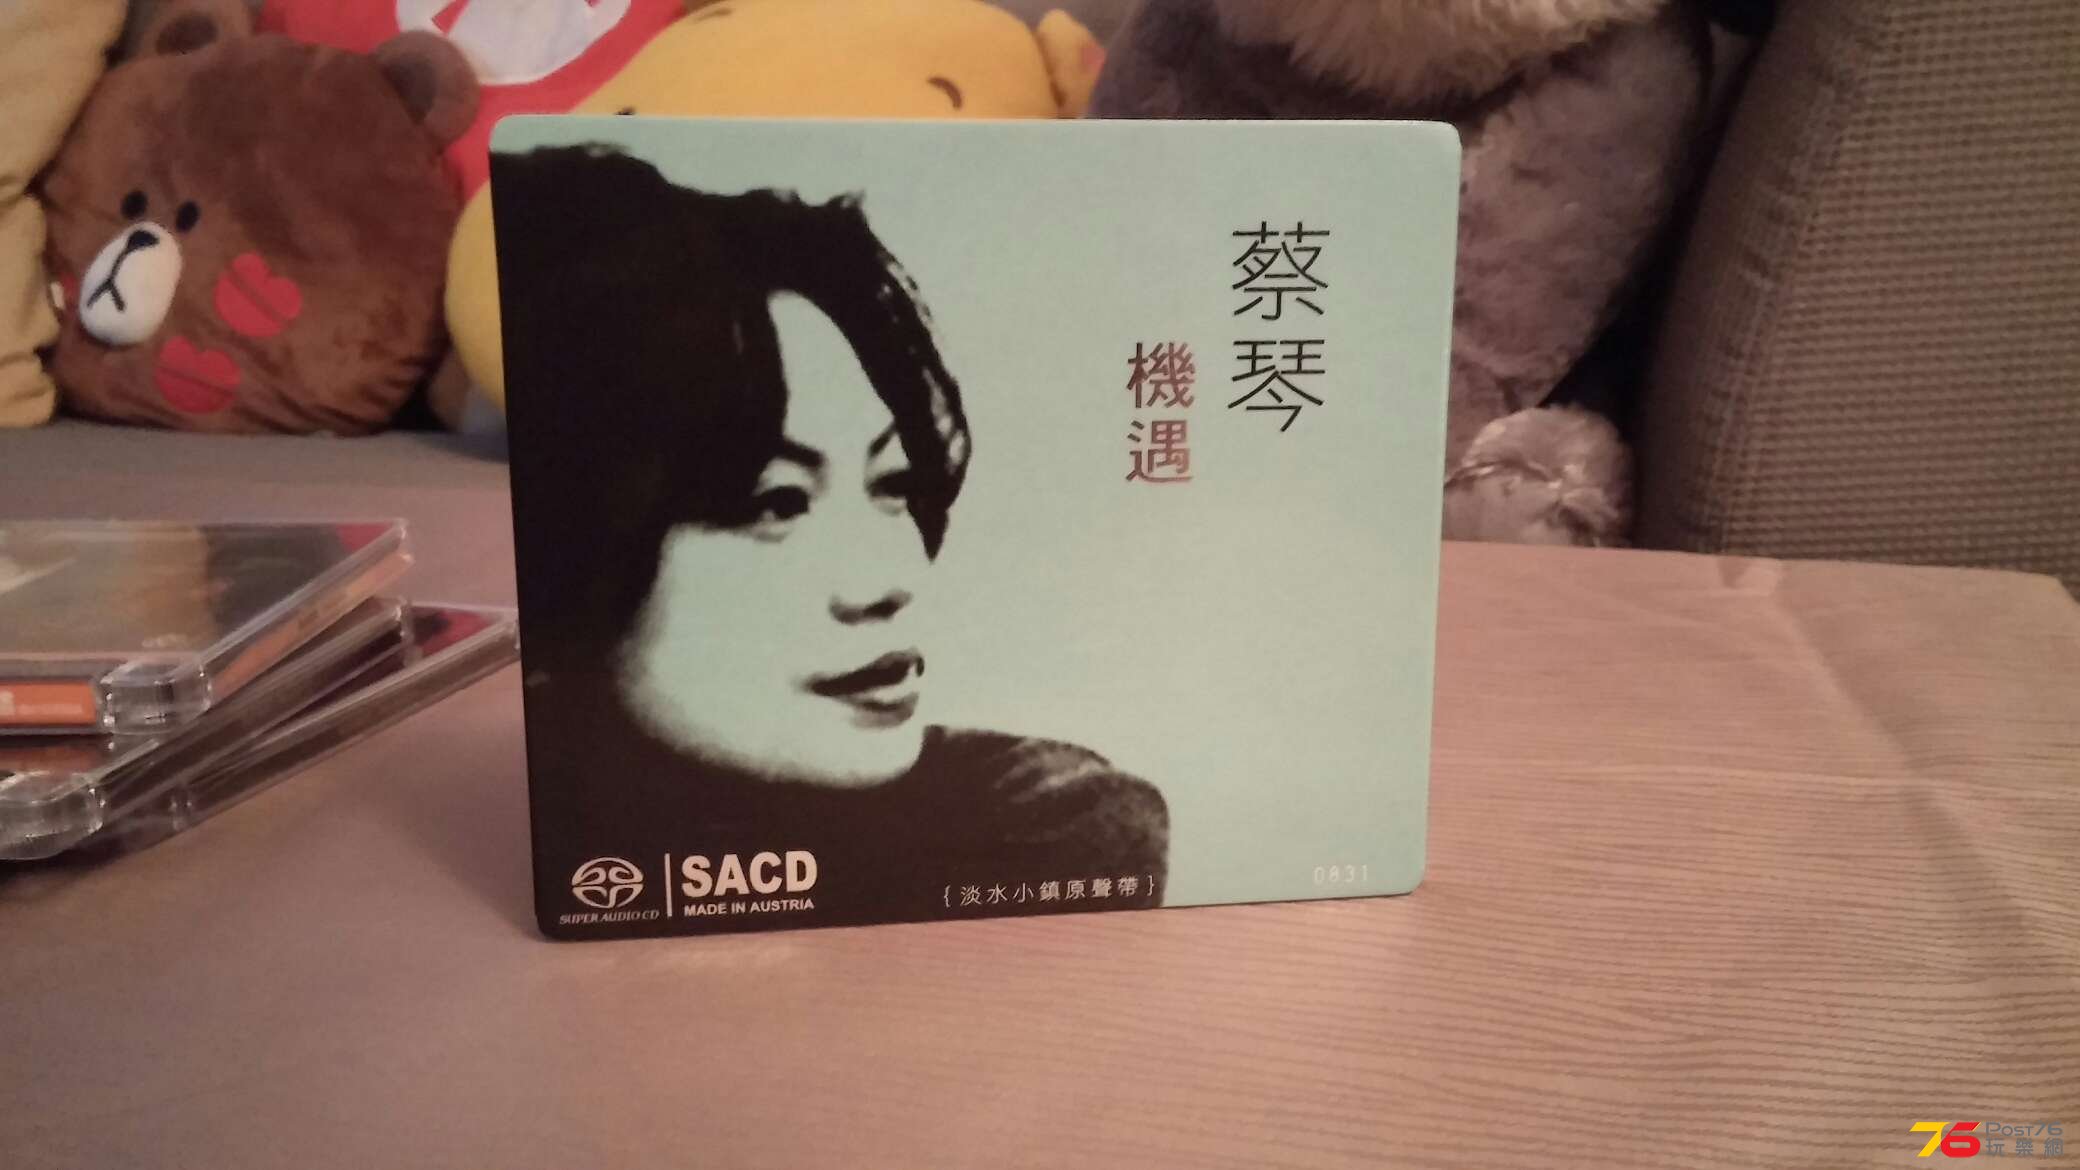 蔡琴
機遇
SUPER AUDIO CD
SACD
MADE IN AUSTRIA
{淡水小鎮原聲帶}
0831
76 POST76
玩樂網